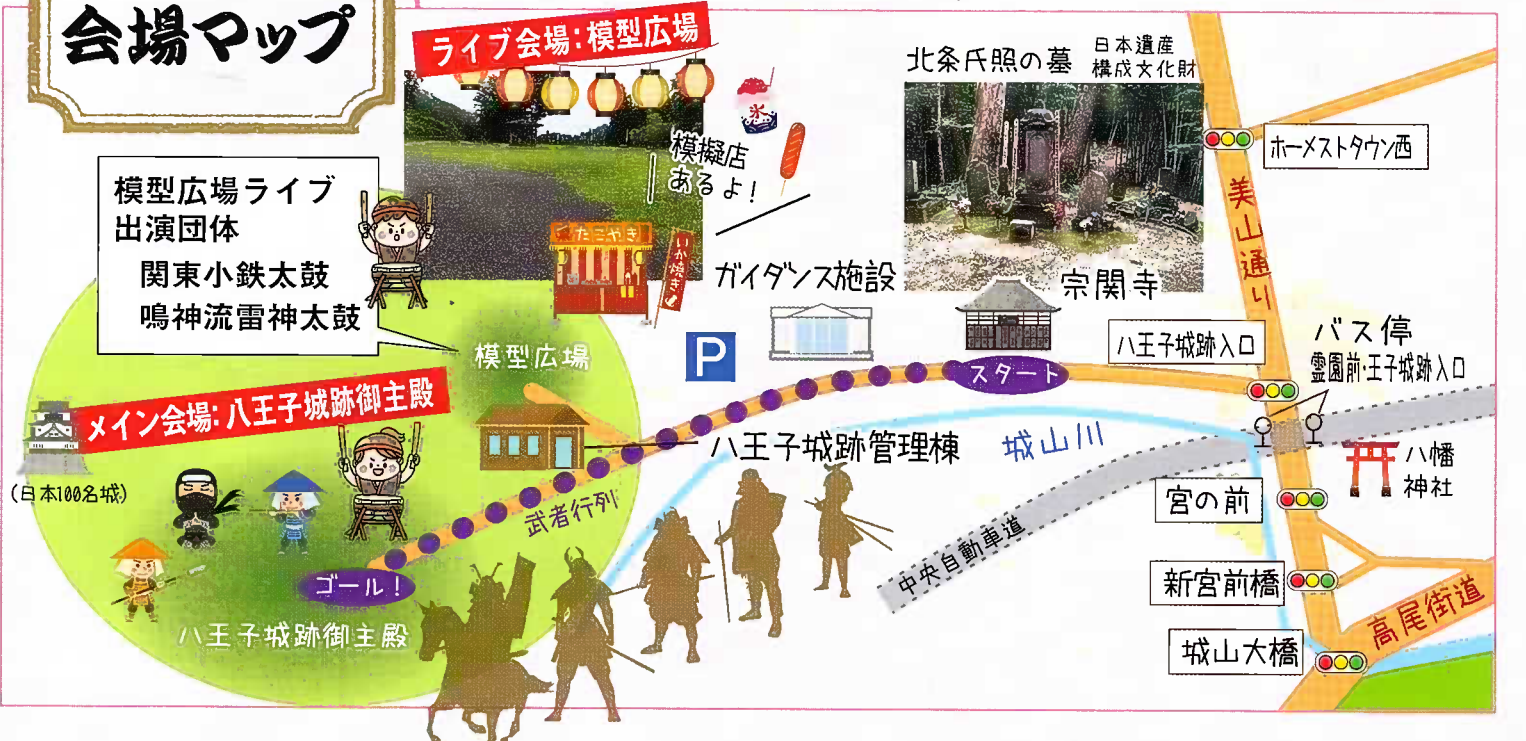 会場マップ
ライブ会場:模型広場
氷
模擬店
あるよ!
たこやき
いか焼き
北条氏照の墓
日本遺産
構成文化財
ホーメストタウン西
美山通り
模型広場ライブ
出演団体
関東小鉄太鼓
鳴神流雷神太鼓
ガイダンス施設
宗関寺
P
模型広場
スタート
八王子城跡入口
バス停
霊園前・王子城跡入口
メイン会場:八王子城跡御主殿
(日本100名城)
八王子城跡管理棟
城山川
八幡
神社
武者行列
宮の前
中央自動車道
ゴール!
八王子城跡御主殿
新宮前橋
高尾街道
城山大橋